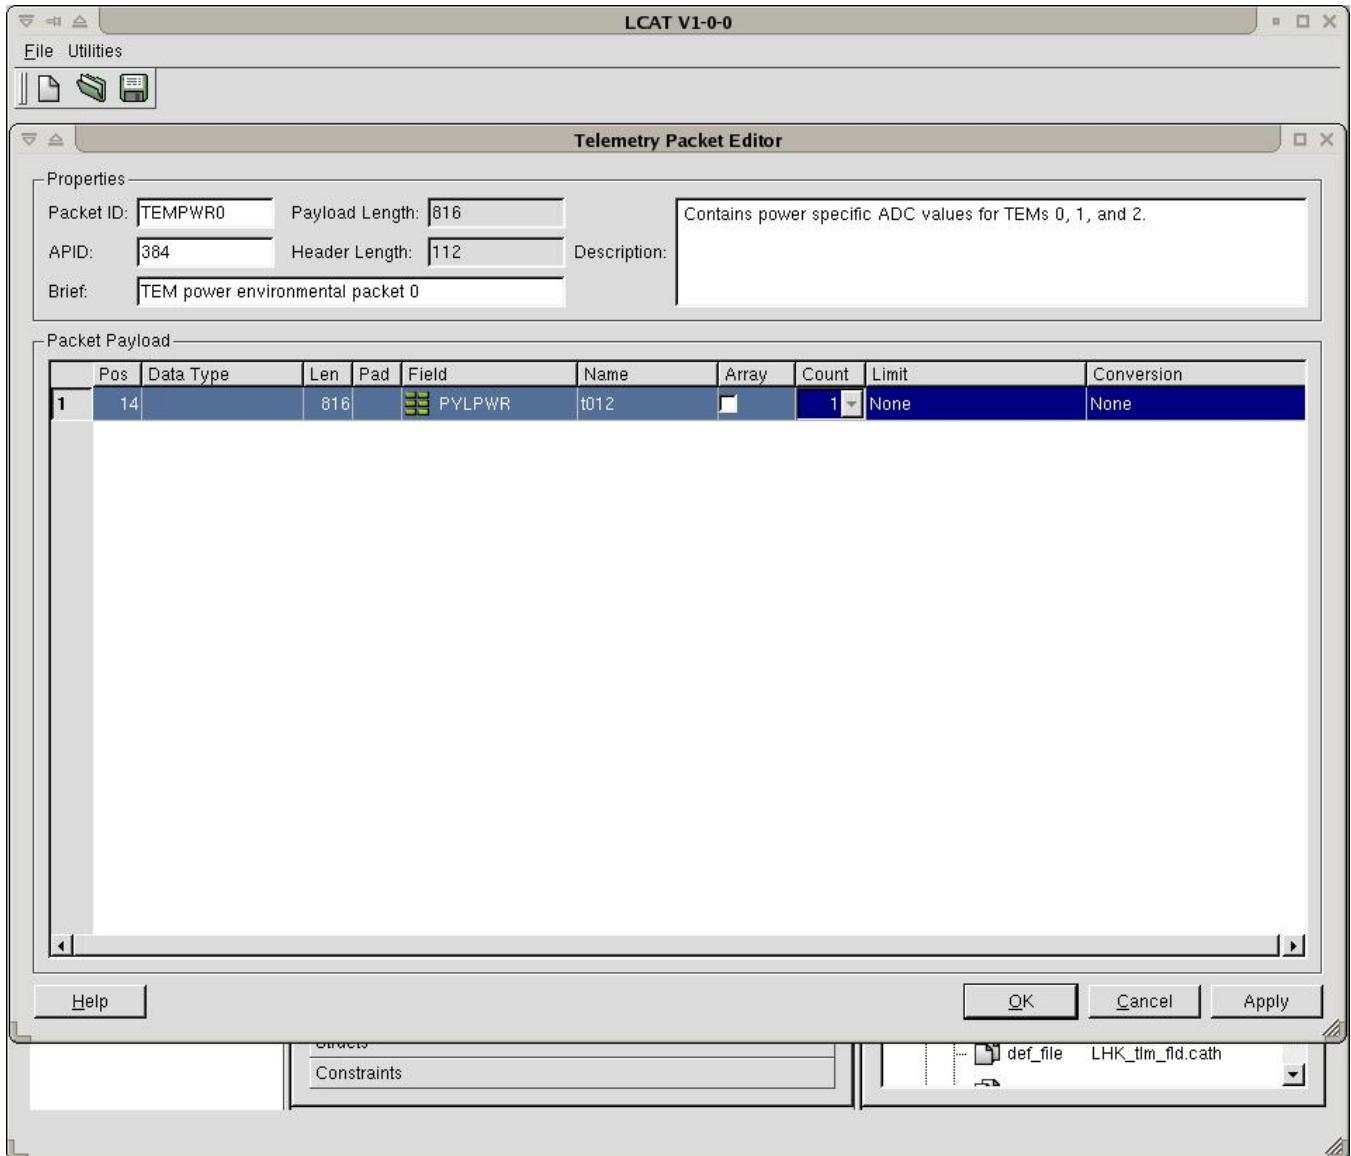 LCAT V1-0-0
File Utilities
Telemetry Packet Editor
Properties
Packet ID: TEMPWR0 Payload Length: 816 Contains power specific ADC values for TEMs 0, 1, and 2.
APID: 384 Header Length: 112 Description:
Brief: TEM power environmental packet 0
Packet Payload
Pos Data Type Len Pad Field Name Array Count Limit Conversion
1 14 816 PYLPWR t012 1 None None
Help OK Cancel Apply
Structs
def_file LHK_tlm_fld.cath
Constraints